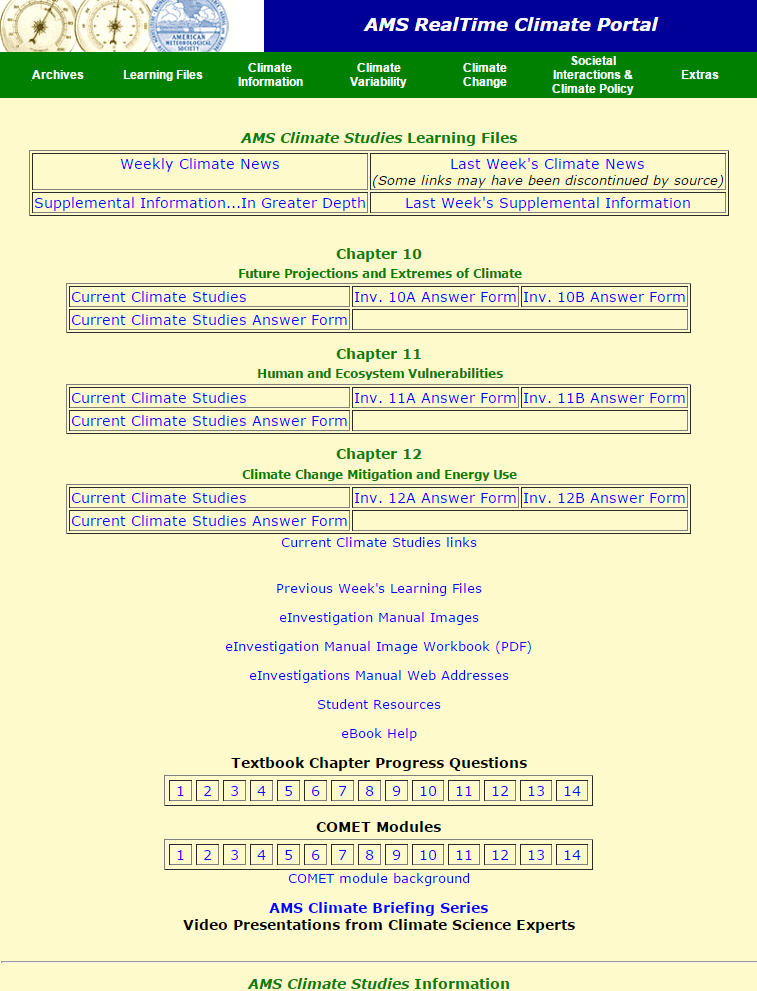 AMERICAN
METEOROLOGICAL
SOCIETY
AMS RealTime Climate Portal
Archives
Learning Files
Climate
Information
Climate
Variability
Climate
Change
Societal
Interactions &
Climate Policy
Extras
AMS Climate Studies Learning Files
Weekly Climate News
Last Week's Climate News
(Some links may have been discontinued by source)
Supplemental Information...In Greater Depth
Last Week's Supplemental Information
Chapter 10
Future Projections and Extremes of Climate
Current Climate Studies
Inv. 10A Answer Form
Inv. 10B Answer Form
Current Climate Studies Answer Form
Chapter 11
Human and Ecosystem Vulnerabilities
Current Climate Studies
Inv. 11A Answer Form
Inv. 11B Answer Form
Current Climate Studies Answer Form
Chapter 12
Climate Change Mitigation and Energy Use
Current Climate Studies
Inv. 12A Answer Form
Inv. 12B Answer Form
Current Climate Studies Answer Form
Current Climate Studies links
Previous Week's Learning Files
eInvestigation Manual Images
eInvestigation Manual Image Workbook (PDF)
eInvestigations Manual Web Addresses
Student Resources
eBook Help
Textbook Chapter Progress Questions
1 2 3 4 5 6 7 8 9 10 11 12 13 14
COMET Modules
1 2 3 4 5 6 7 8 9 10 11 12 13 14
COMET module background
AMS Climate Briefing Series
Video Presentations from Climate Science Experts
AMS Climate Studies Information